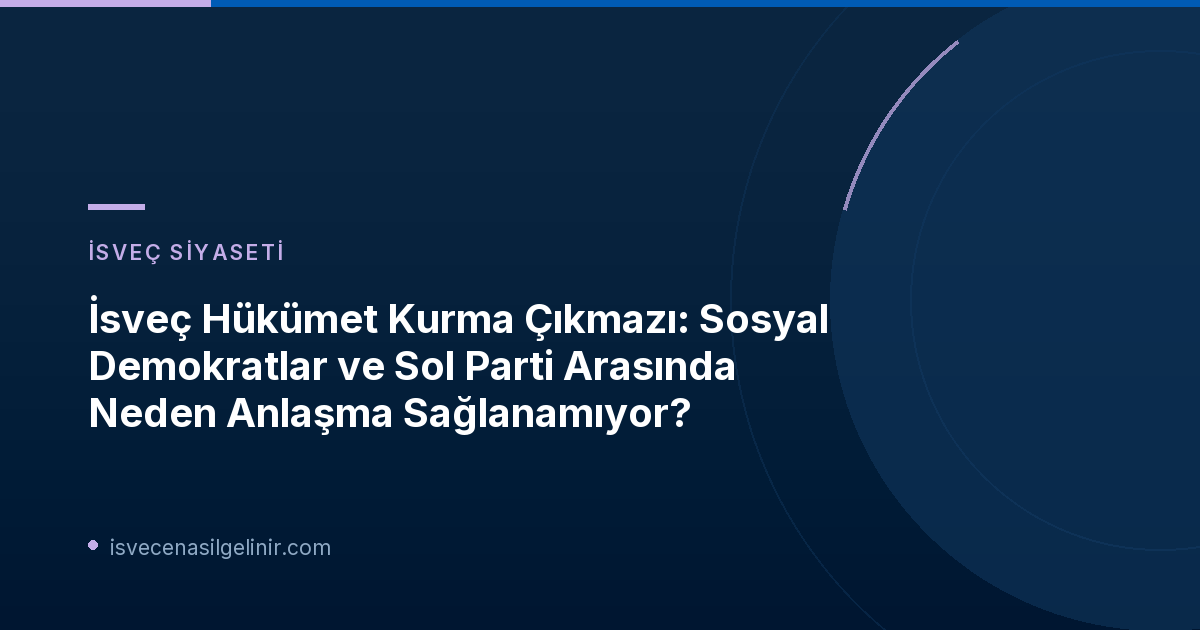 İSVEÇ SİYASETİ
İsveç Hükümet Kurma Çıkmazı: Sosyal
Demokratlar ve Sol Parti Arasında
Neden Anlaşma Sağlanamıyor?
isvecenasilgelinir.com